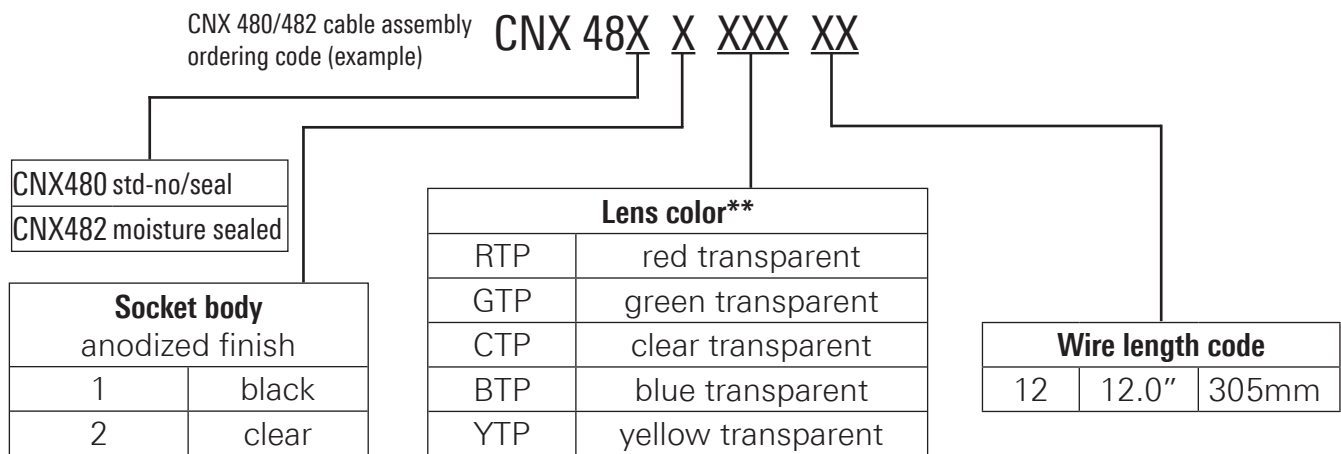 CNX 480/482 cable assembly
ordering code (example)
CNX 48X X XXX XX
CNX480 std-no/seal
CNX482 moisture sealed
Socket body
anodized finish
1 black
2 clear
Lens color**
RTP red transparent
GTP green transparent
CTP clear transparent
BTP blue transparent
YTP yellow transparent
Wire length code
12 12.0″ 305mm